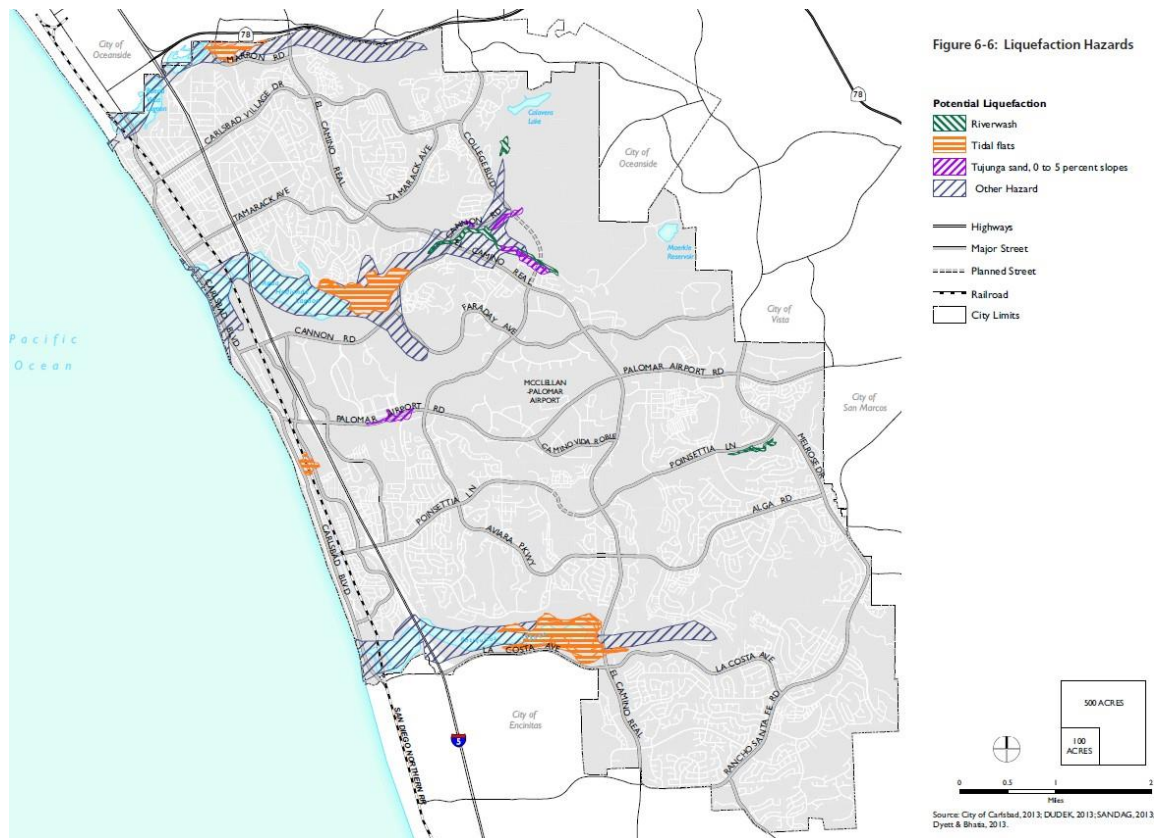 Figure 6-6: Liquefaction Hazards
Potential Liquefaction
Riverwash
Tidal flats
Tujunga sand, 0 to 5 percent slopes
Other Hazard
Highways
Major Street
Planned Street
Railroad
City Limits
City of
Oceanside
78
MARRON RD
78
CARLSBAD VILLAGE DR
EL CAMINO REAL
TAMARACK AVE
COLLEGE BLVD
Calavera
Lake
City of
Oceanside
TAMARACK AVE
CANNON RD
EL CAMINO REAL
Maerkle
Reservoir
CARLSBAD BLVD
CANNON RD
FARADAY AVE
City of
Vista
Pacific
Ocean
MCCLELLAN
-PALOMAR
AIRPORT
PALOMAR AIRPORT RD
City of
San Marcos
PALOMAR AIRPORT RD
CAMINO VIDA ROBLE
POINSETTIA LN
MELROSE DR
POINSETTIA LN
ALGA RD
AVIARA PKWY
CARLSBAD BLVD
LA COSTA AVE
LA COSTA AVE
EL CAMINO REAL
RANCHO SANTA FE RD
City of
Encinitas
SAN DIEGO NORTHERN RR
5
500 ACRES
100
ACRES
0 0.5 1 2
Miles
Source: City of Carlsbad, 2013; DUDEK, 2013; SANDAG, 2013
Dyett & Bhatia, 2013.